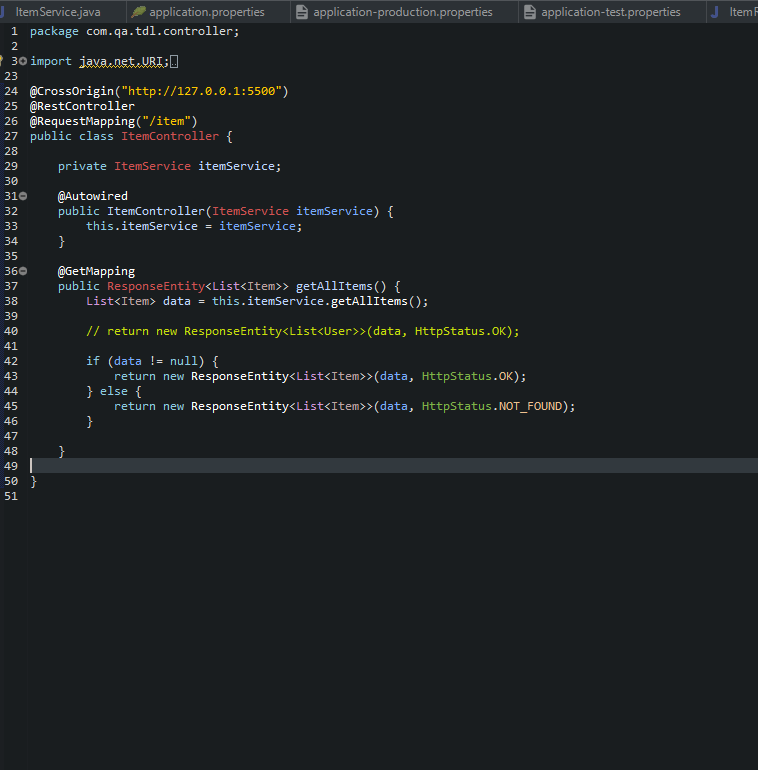 ItemService.java application.properties application-production.properties application-test.properties
1 package com.qa.tdl.controller;
2
3 import java.net.URI;
23
24 @CrossOrigin("http://127.0.0.1:5500")
25 @RestController
26 @RequestMapping("/item")
27 public class ItemController {
28
29 private ItemService itemService;
30
31 @Autowired
32 public ItemController(ItemService itemService) {
33 this.itemService = itemService;
34 }
35
36 @GetMapping
37 public ResponseEntity<List<Item>> getAllItems() {
38 List<Item> data = this.itemService.getAllItems();
39
40 // return new ResponseEntity<List<User>>(data, HttpStatus.OK);
41
42 if (data != null) {
43 return new ResponseEntity<List<Item>>(data, HttpStatus.OK);
44 } else {
45 return new ResponseEntity<List<Item>>(data, HttpStatus.NOT_FOUND);
46 }
47
48 }
49
50 }
51